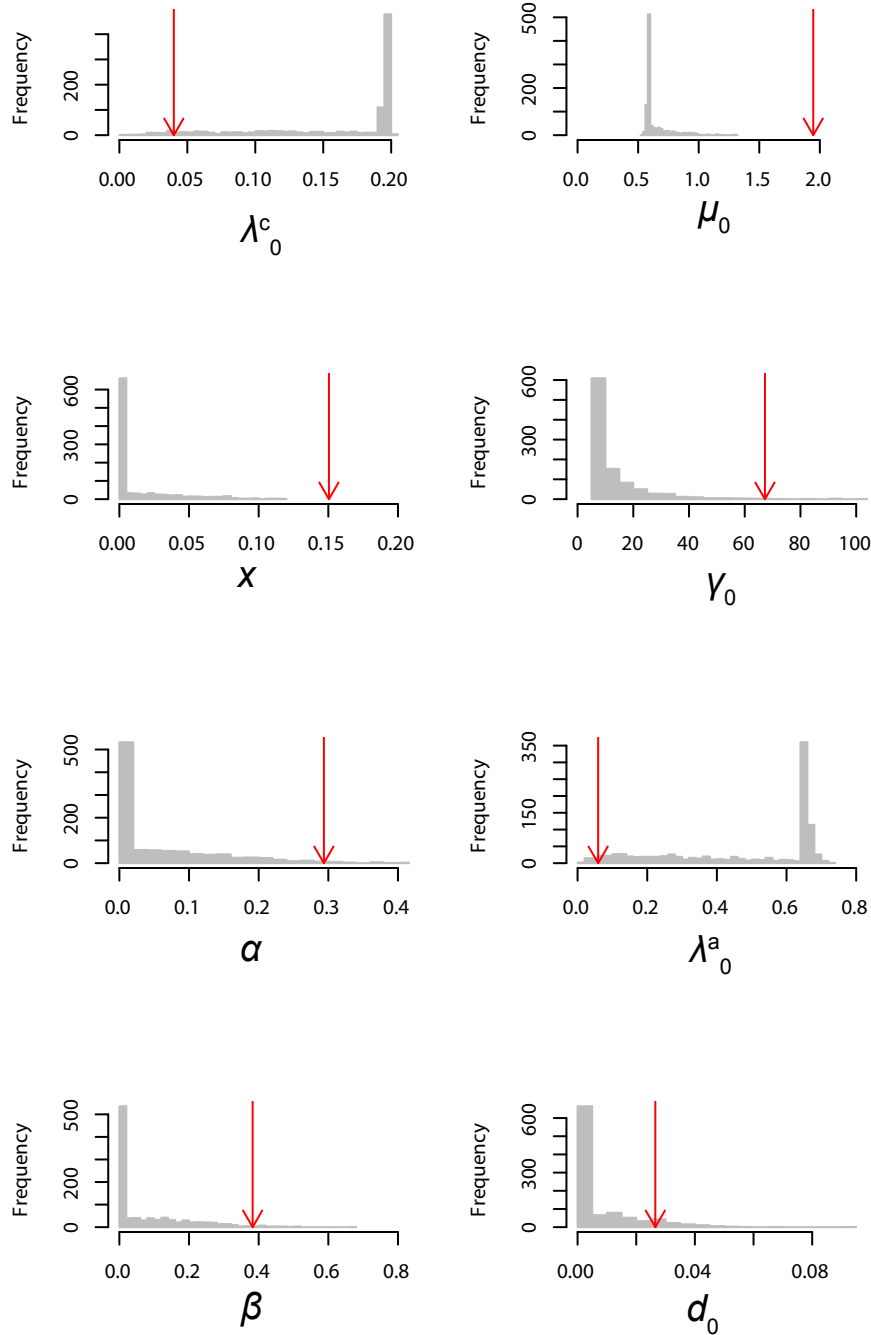 Frequency
0 200
0.00 0.05 0.10 0.15 0.20
λᶜ₀
Frequency
0 300 500
0.0 0.5 1.0 1.5 2.0
μ₀
Frequency
0 300 600
0.00 0.05 0.10 0.15 0.20
x
Frequency
0 300 600
0 20 40 60 80 100
γ₀
Frequency
0 200 500
0.0 0.1 0.2 0.3 0.4
α
Frequency
0 150 350
0.0 0.2 0.4 0.6 0.8
λᵃ₀
Frequency
0 200 500
0.0 0.2 0.4 0.6 0.8
β
Frequency
0 300 600
0.00 0.04 0.08
d₀